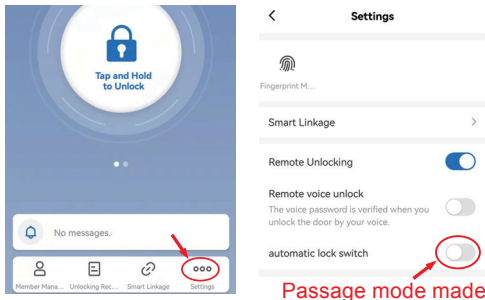 Tap and Hold
to Unlock
No messages.
Member Mana...
Unlocking Rec...
Smart Linkage
Settings
Settings
Fingerprint M...
Smart Linkage
Remote Unlocking
Remote voice unlock
The voice password is verified when you
unlock the door by your voice.
automatic lock switch
Passage mode made